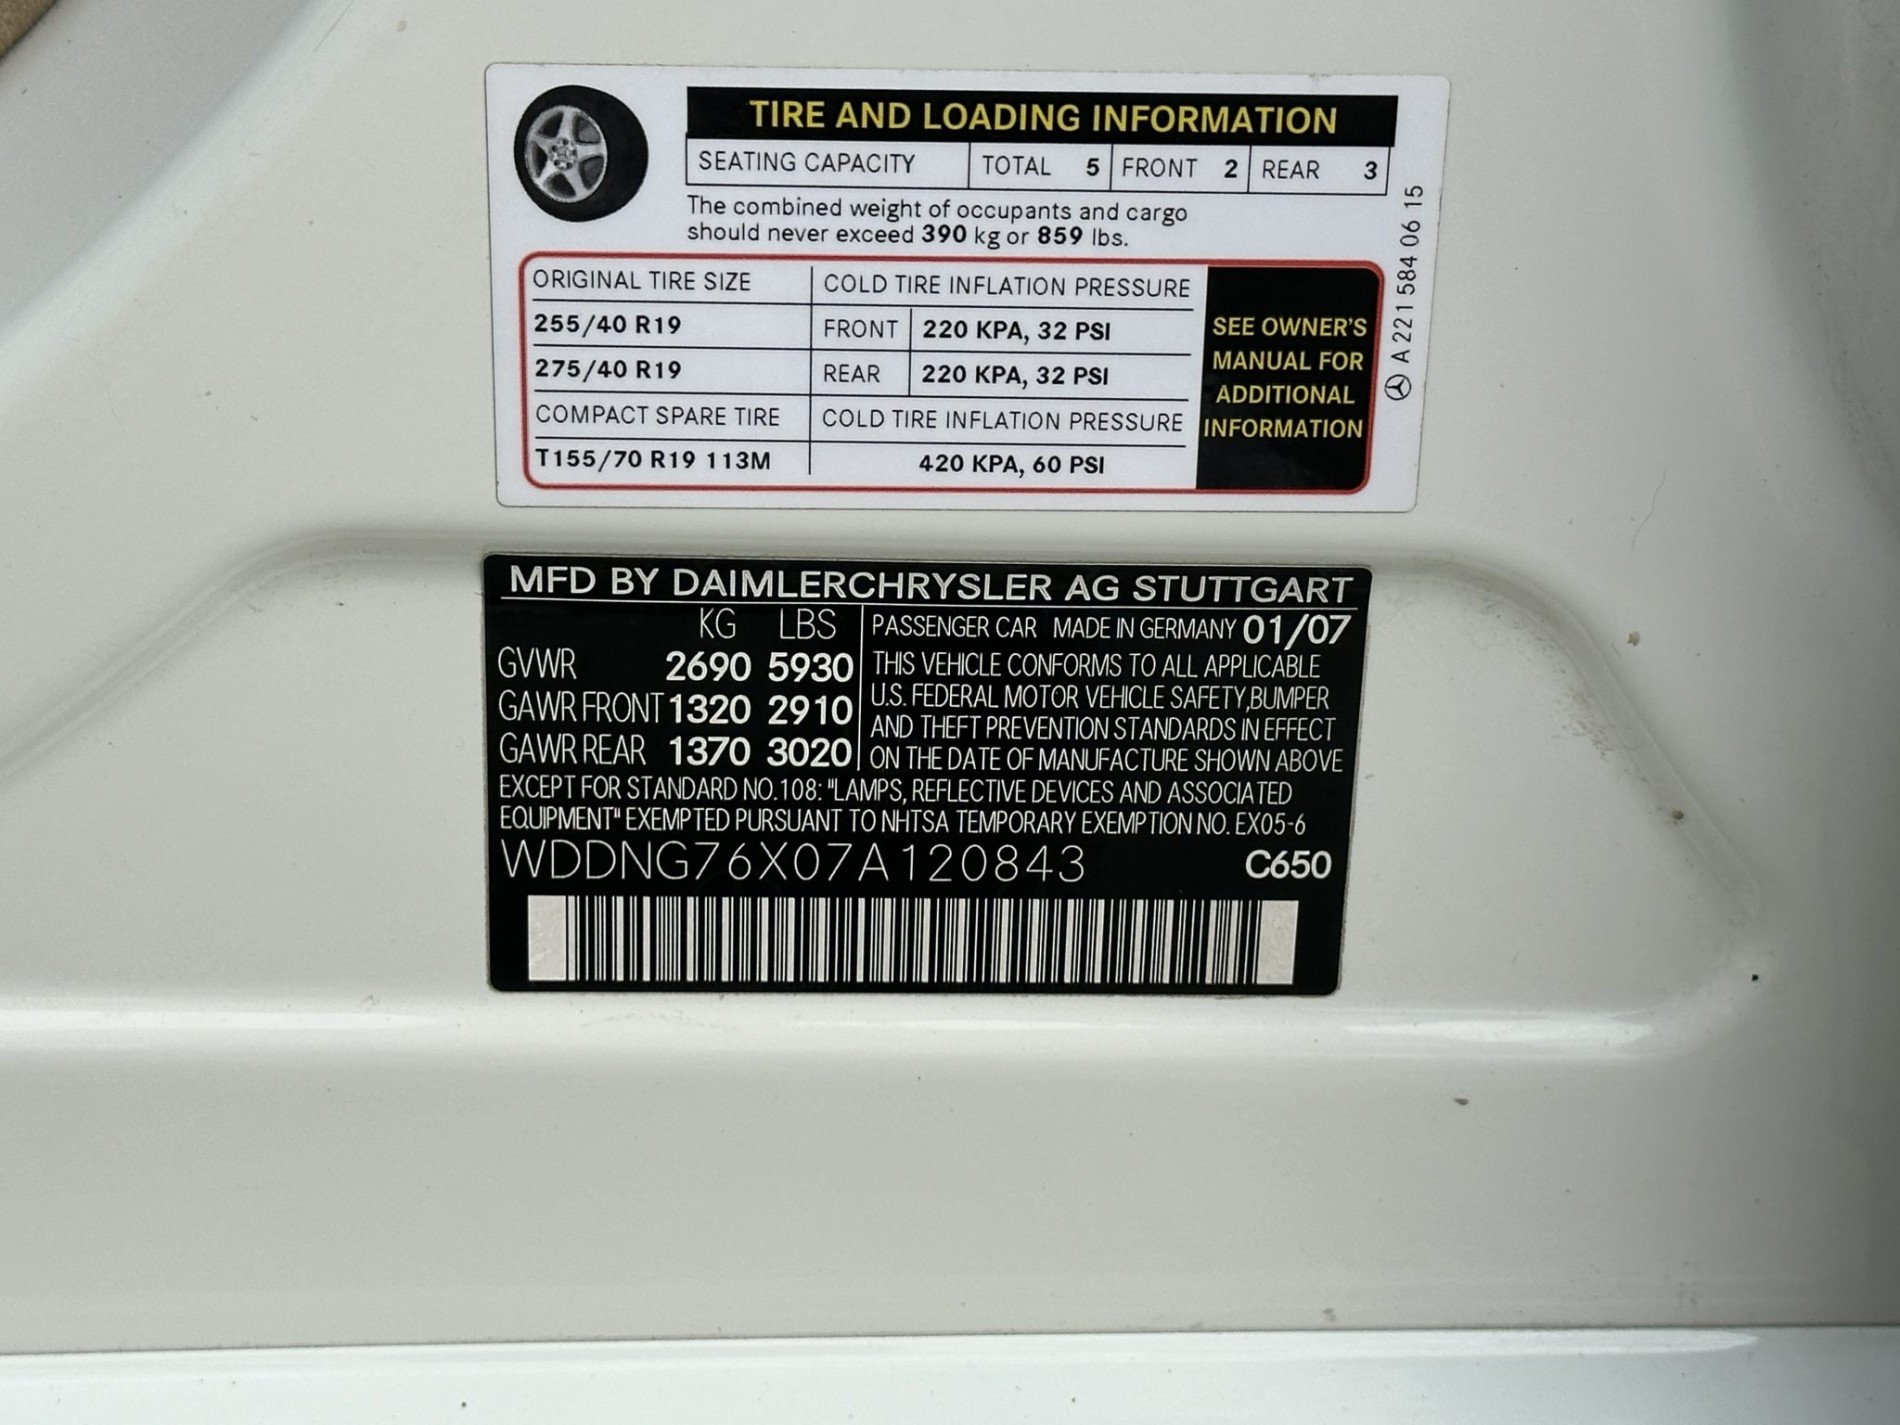 TIRE AND LOADING INFORMATION
SEATING CAPACITY TOTAL 5 FRONT 2 REAR 3
The combined weight of occupants and cargo
should never exceed 390 kg or 859 lbs.
ORIGINAL TIRE SIZE COLD TIRE INFLATION PRESSURE
255/40 R19 FRONT 220 KPA, 32 PSI
275/40 R19 REAR 220 KPA, 32 PSI
COMPACT SPARE TIRE COLD TIRE INFLATION PRESSURE
T155/70 R19 113M 420 KPA, 60 PSI
SEE OWNER'S
MANUAL FOR
ADDITIONAL
INFORMATION
A 221 584 06 15
MFD BY DAIMLERCHRYSLER AG STUTTGART
KG LBS
GVWR 2690 5930
GAWR FRONT 1320 2910
GAWR REAR 1370 3020
PASSENGER CAR MADE IN GERMANY 01/07
THIS VEHICLE CONFORMS TO ALL APPLICABLE
U.S. FEDERAL MOTOR VEHICLE SAFETY,BUMPER
AND THEFT PREVENTION STANDARDS IN EFFECT
ON THE DATE OF MANUFACTURE SHOWN ABOVE
EXCEPT FOR STANDARD NO.108: "LAMPS, REFLECTIVE DEVICES AND ASSOCIATED
EQUIPMENT" EXEMPTED PURSUANT TO NHTSA TEMPORARY EXEMPTION NO. EX05-6
WDDNG76X07A120843 C650